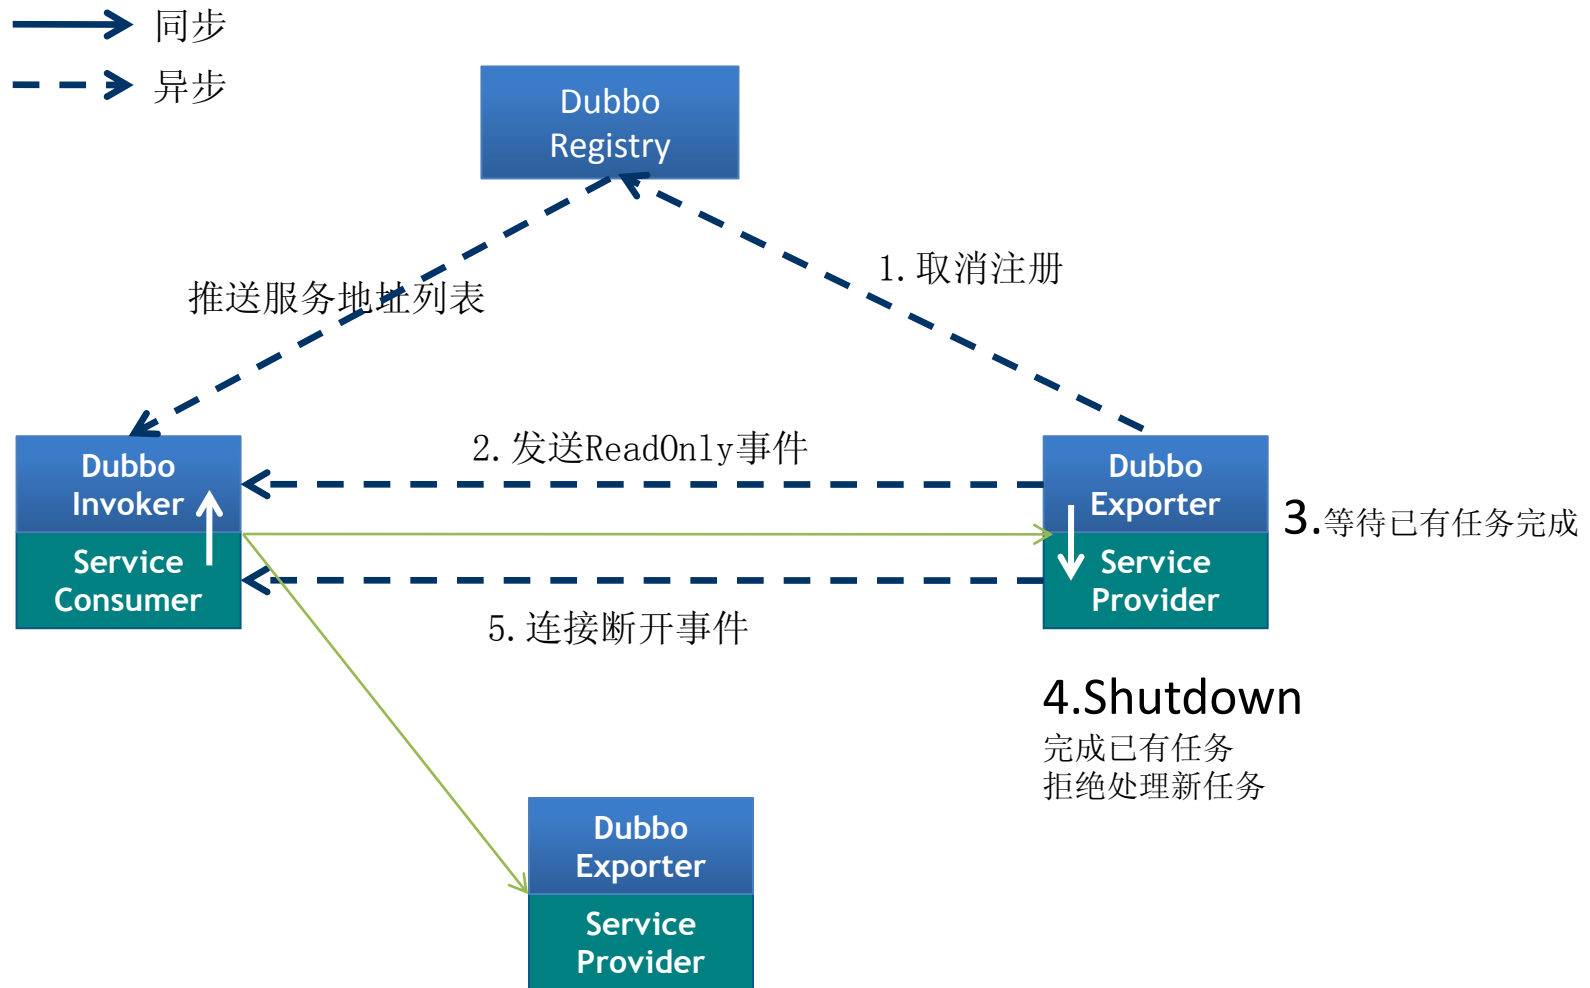 同步
异步
Dubbo
Registry
1.取消注册
推送服务地址列表
2.发送ReadOnly事件
Dubbo
Invoker
Service
Consumer
Dubbo
Exporter
Service
Provider
3.等待已有任务完成
5.连接断开事件
4.Shutdown
完成已有任务
拒绝处理新任务
Dubbo
Exporter
Service
Provider